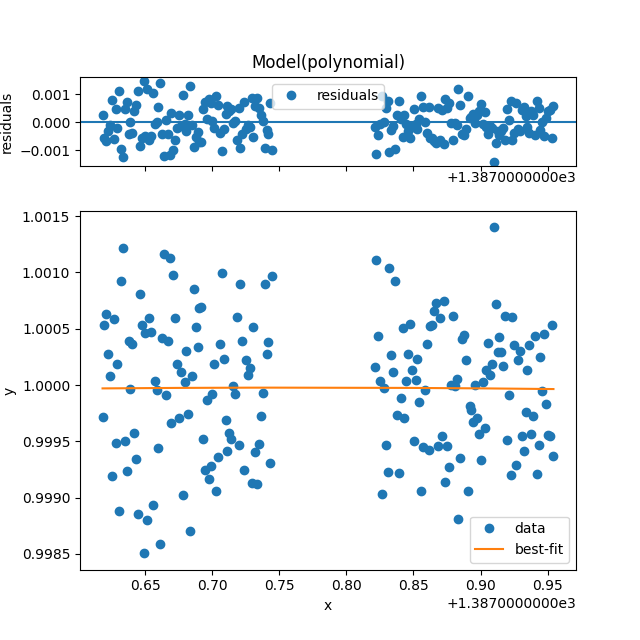 Model(polynomial)
residuals
0.001
0.000
−0.001
residuals
+1.3870000000e3
y
1.0015
1.0010
1.0005
1.0000
0.9995
0.9990
0.9985
data
best-fit
0.65 0.70 0.75 0.80 0.85 0.90 0.95
x
+1.3870000000e3